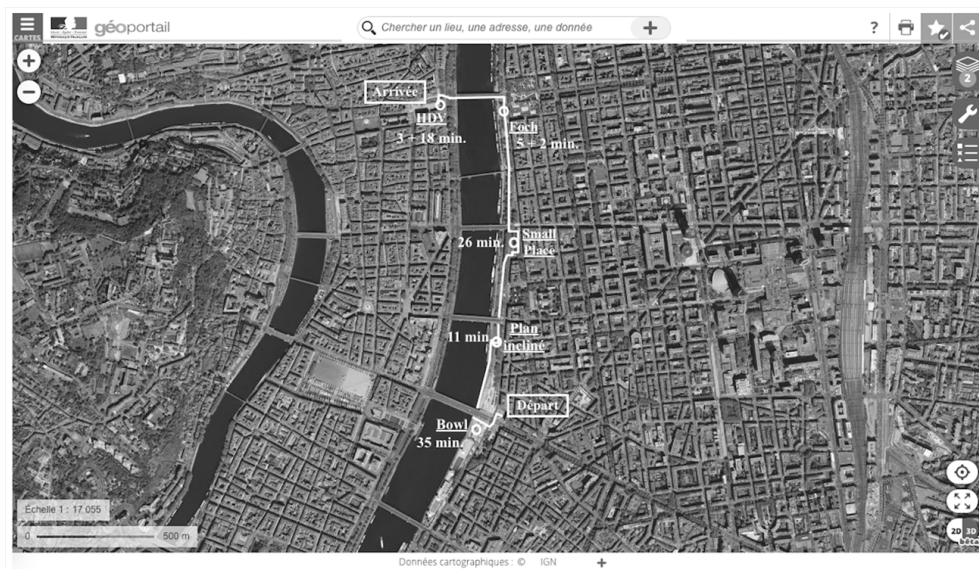 CARTES
géoportail
Chercher un lieu, une adresse, une donnée
+
?
2
+
−
Arrivée
HDV
3 + 18 min.
Foch
5 + 2 min.
26 min.
Small
Place
11 min.
Plan
incliné
Départ
Bowl
35 min.
Échelle 1 : 17 055
0
500 m
2D 3D
Données cartographiques : © IGN +